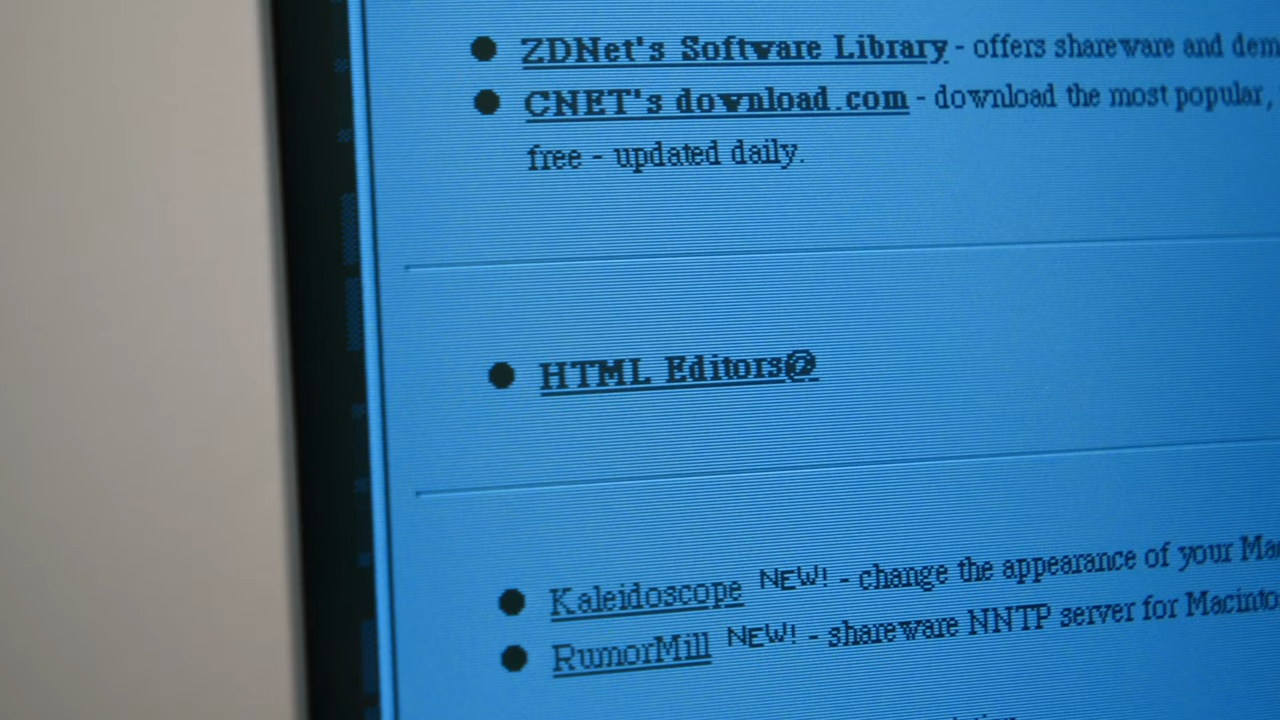 ZDNet's Software Library - offers shareware and dem
CNET's download.com - download the most popular,
free - updated daily.
HTML Editors@
Kaleidoscope NEW! - change the appearance of your Mac
RumorMill NEW! - shareware NNTP server for Macinto